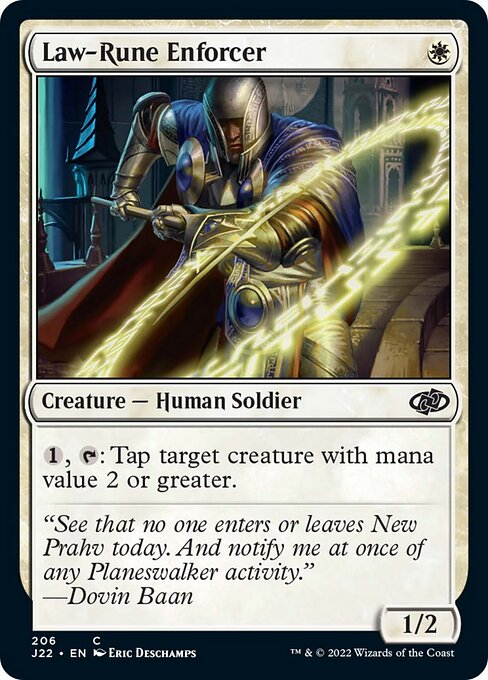 Law-Rune Enforcer
Creature — Human Soldier
1, : Tap target creature with mana
value 2 or greater.
“See that no one enters or leaves New
Prahv today. And notify me at once of
any Planeswalker activity.”
—Dovin Baan
1/2
206 C
J22 • EN Eric Deschamps
™ & © 2022 Wizards of the Coast